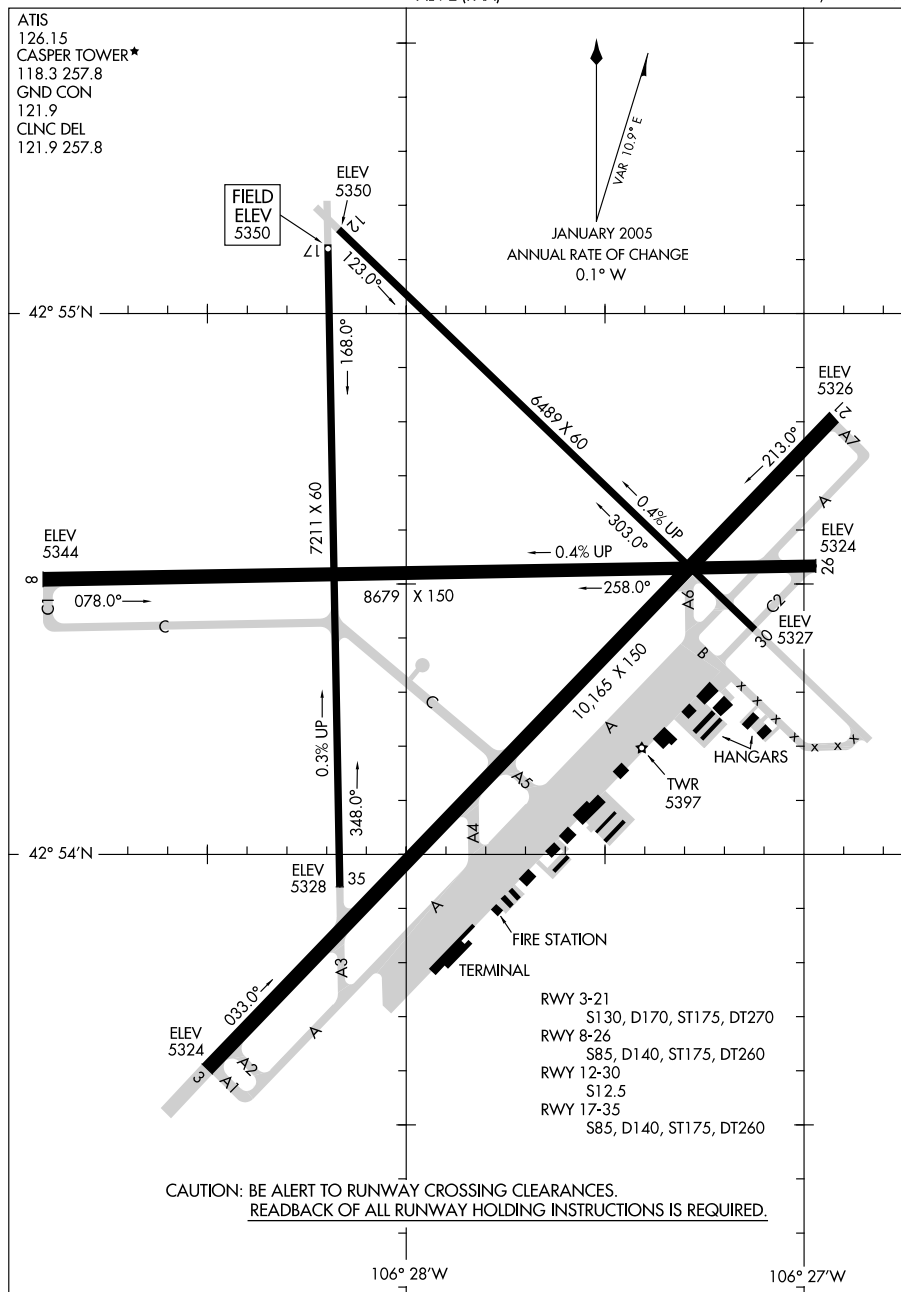 ATIS
126.15
CASPER TOWER★
118.3 257.8
GND CON
121.9
CLNC DEL
121.9 257.8
VAR 10.9° E
JANUARY 2005
ANNUAL RATE OF CHANGE
0.1° W
FIELD
ELEV
5350
ELEV
5350
12
17
123.0°
168.0°
42° 55'N
6489 X 60
ELEV
5326
21
A7
213.0°
A
7211 X 60
0.4% UP
303.0°
ELEV
5344
8
0.4% UP
ELEV
5324
26
078.0°
8679 X 150
258.0°
C1
C
A6
C2
ELEV
5327
30
B
10,165 X 150
C
A
X X X X X X X
0.3% UP
348.0°
HANGARS
TWR
5397
A5
A4
42° 54'N
ELEV
5328
35
A
FIRE STATION
TERMINAL
A3
033.0°
A
ELEV
5324
3
A2
A1
RWY 3-21
S130, D170, ST175, DT270
RWY 8-26
S85, D140, ST175, DT260
RWY 12-30
S12.5
RWY 17-35
S85, D140, ST175, DT260
CAUTION: BE ALERT TO RUNWAY CROSSING CLEARANCES.
READBACK OF ALL RUNWAY HOLDING INSTRUCTIONS IS REQUIRED.
106° 28'W
106° 27'W